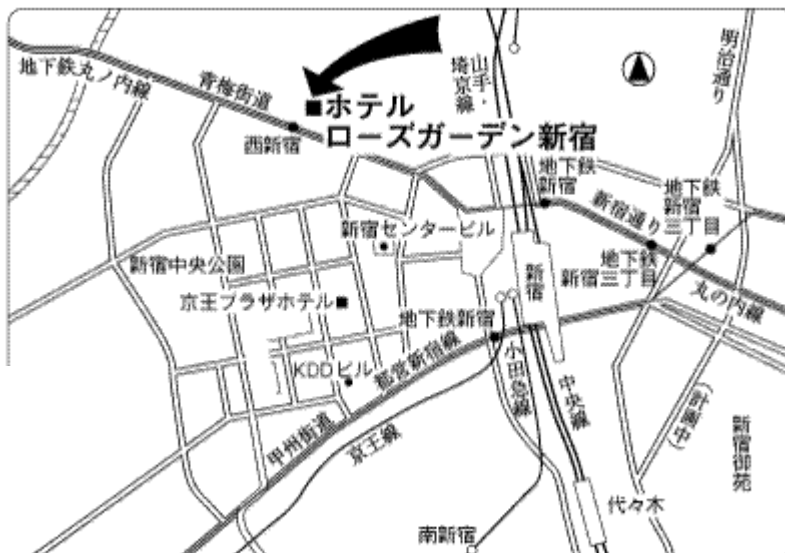 地下鉄丸ノ内線
青梅街道
山手・
埼京線
明治通り
■ホテル
ローズガーデン新宿
西新宿
地下鉄
新宿
新宿通り
地下鉄
新宿
三丁目
新宿センタービル
新宿中央公園
新宿
地下鉄
新宿三丁目
京王プラザホテル■
丸の内線
地下鉄新宿
KDDビル
都営新宿線
小田急線
中央線
甲州街道
京王線
(計画中)
新宿御苑
代々木
南新宿